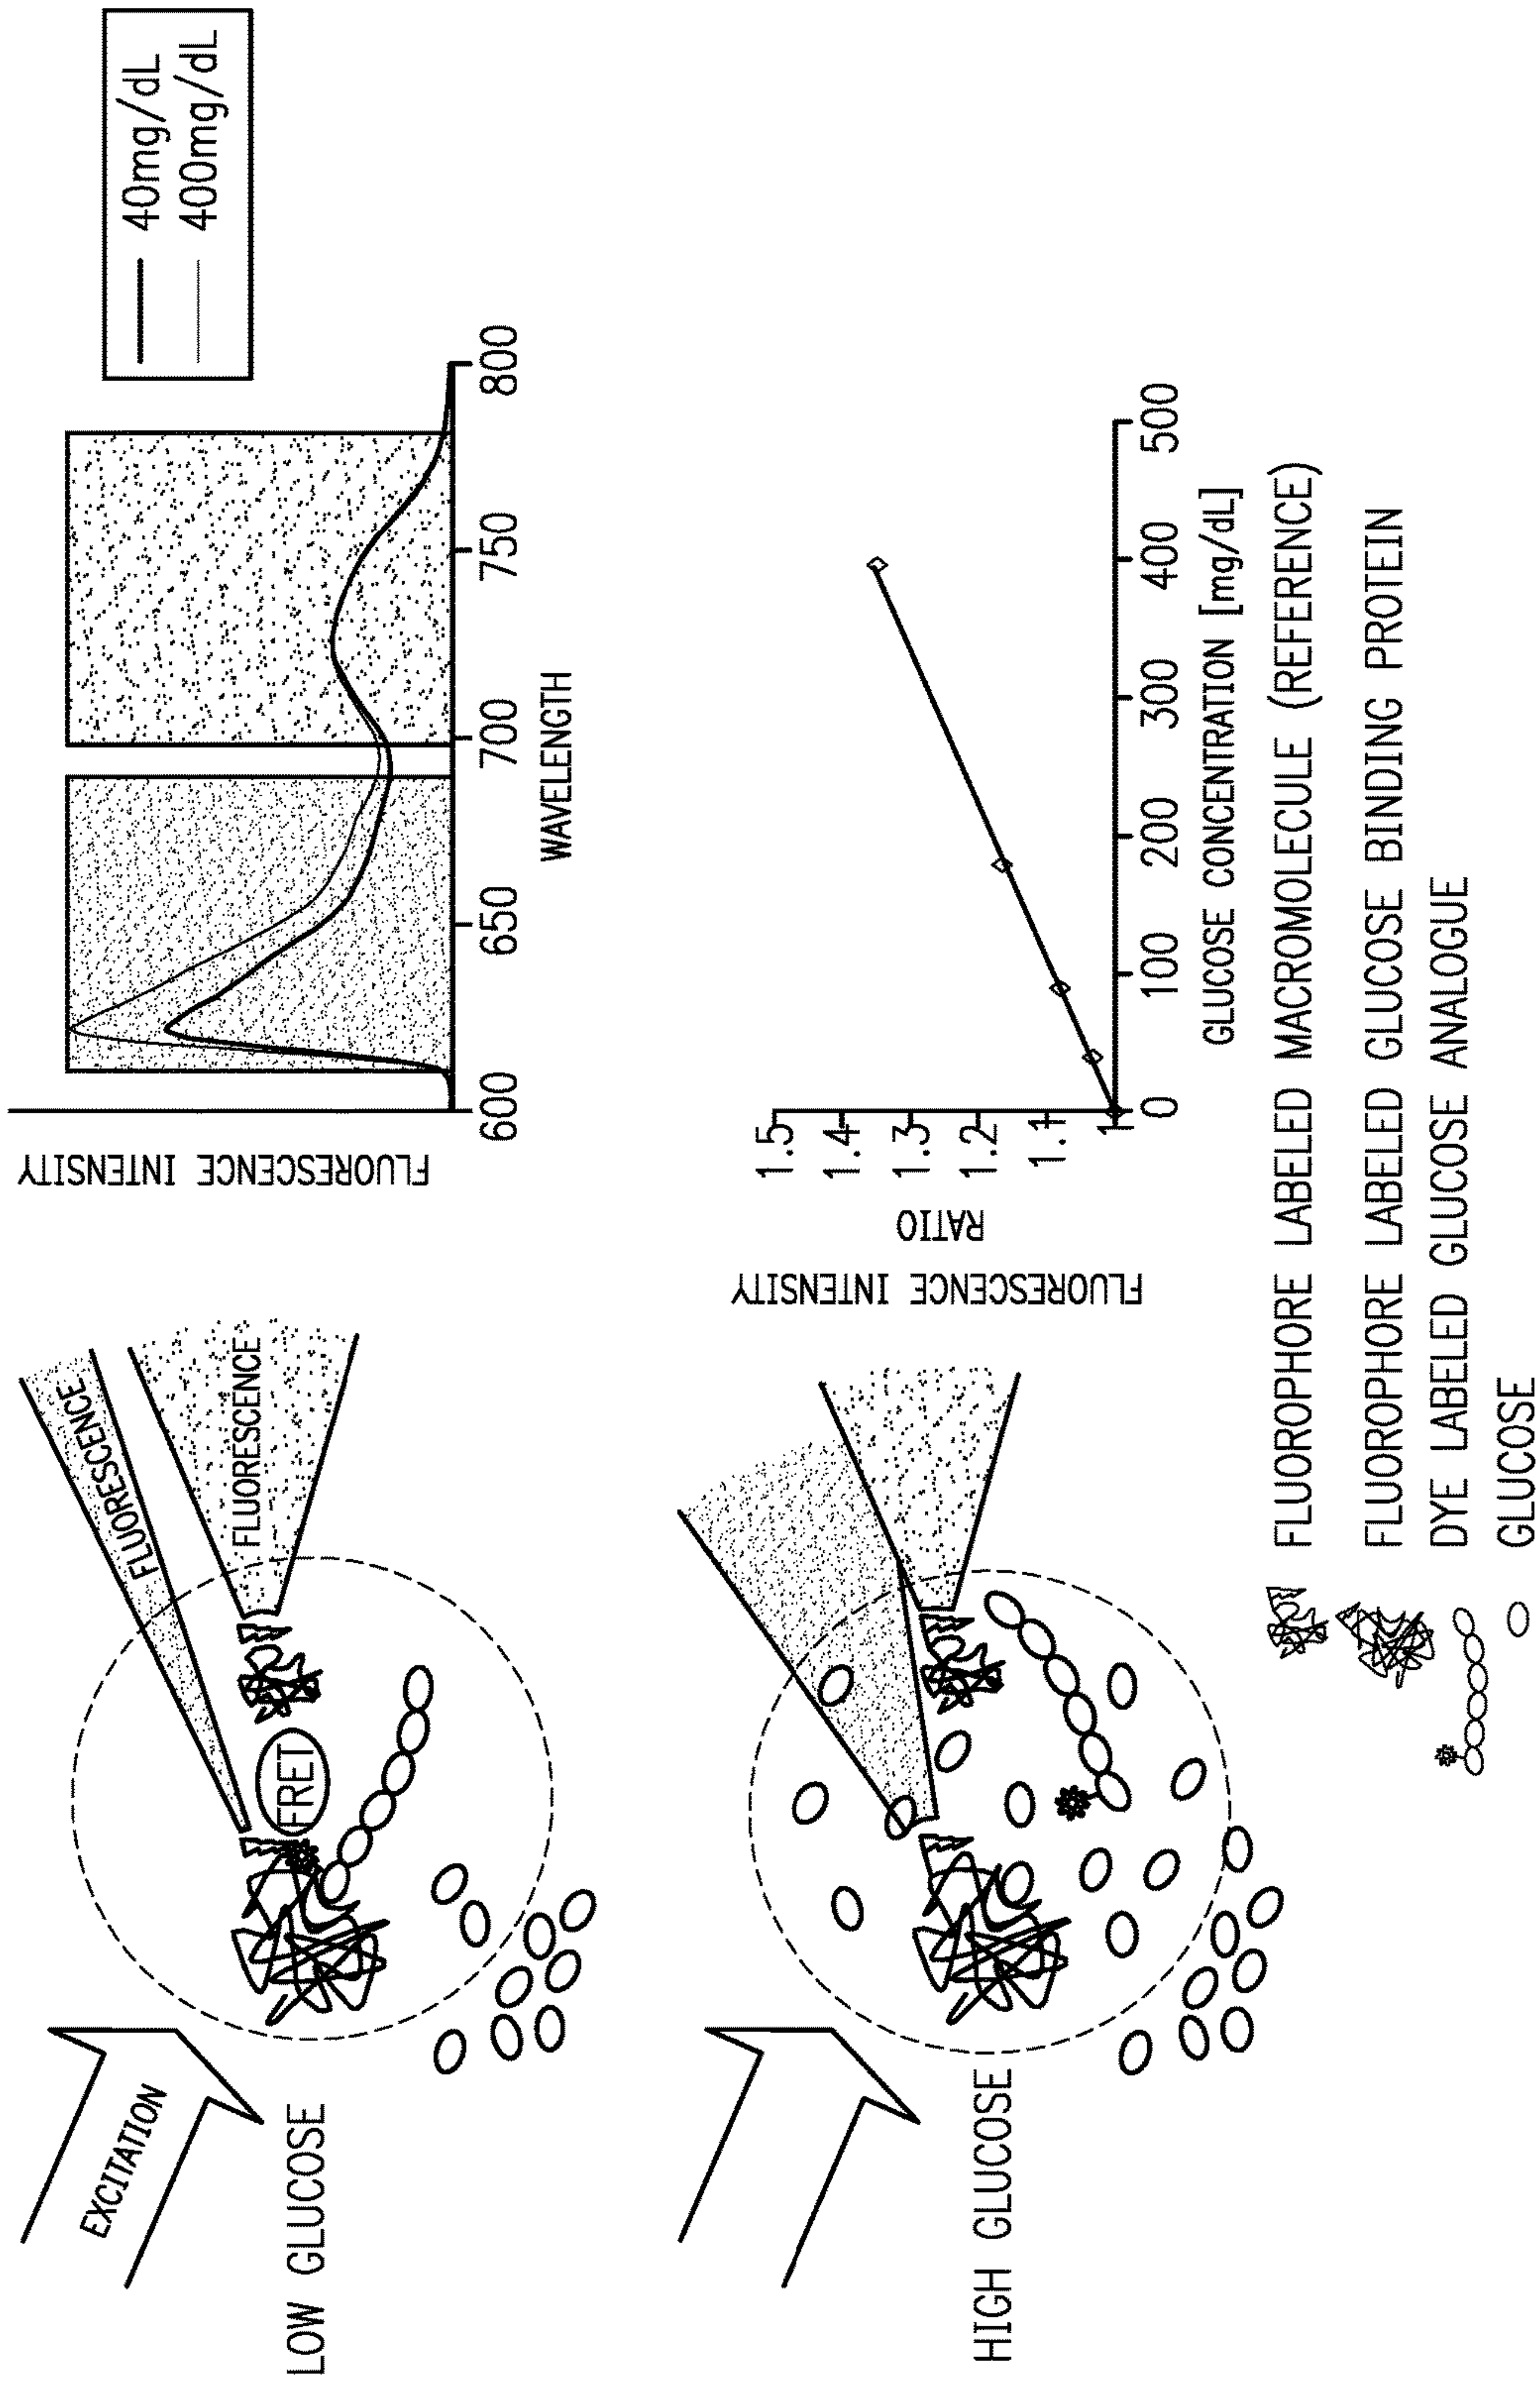 EXCITATION
LOW GLUCOSE
FRET
FLUORESCENCE
FLUORESCENCE
FLUORESCENCE INTENSITY
600
650
700
750
800
WAVELENGTH
40mg/dL
400mg/dL
HIGH GLUCOSE
FLUORESCENCE INTENSITY
RATIO
1.5
1.4
1.3
1.2
1.1
1
0
100
200
300
400
500
GLUCOSE CONCENTRATION [mg/dL]
FLUOROPHORE LABELED MACROMOLECULE (REFERENCE)
FLUOROPHORE LABELED GLUCOSE BINDING PROTEIN
DYE LABELED GLUCOSE ANALOGUE
GLUCOSE